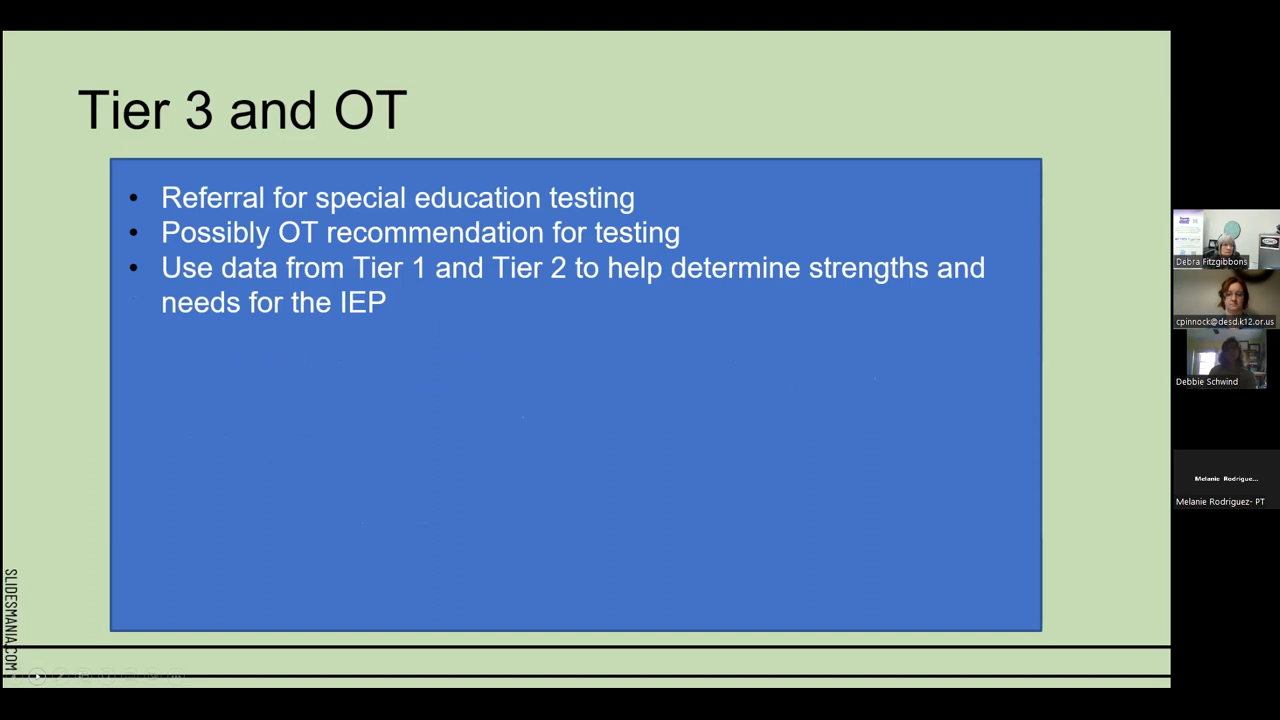 Tier 3 and OT
• Referral for special education testing
• Possibly OT recommendation for testing
• Use data from Tier 1 and Tier 2 to help determine strengths and
needs for the IEP
SLIDESMANIA.COM
Debra Fitzgibbons
cpinnock@desd.k12.or.us
Debbie Schwind
Melanie Rodrigue...
Melanie Rodriguez- PT